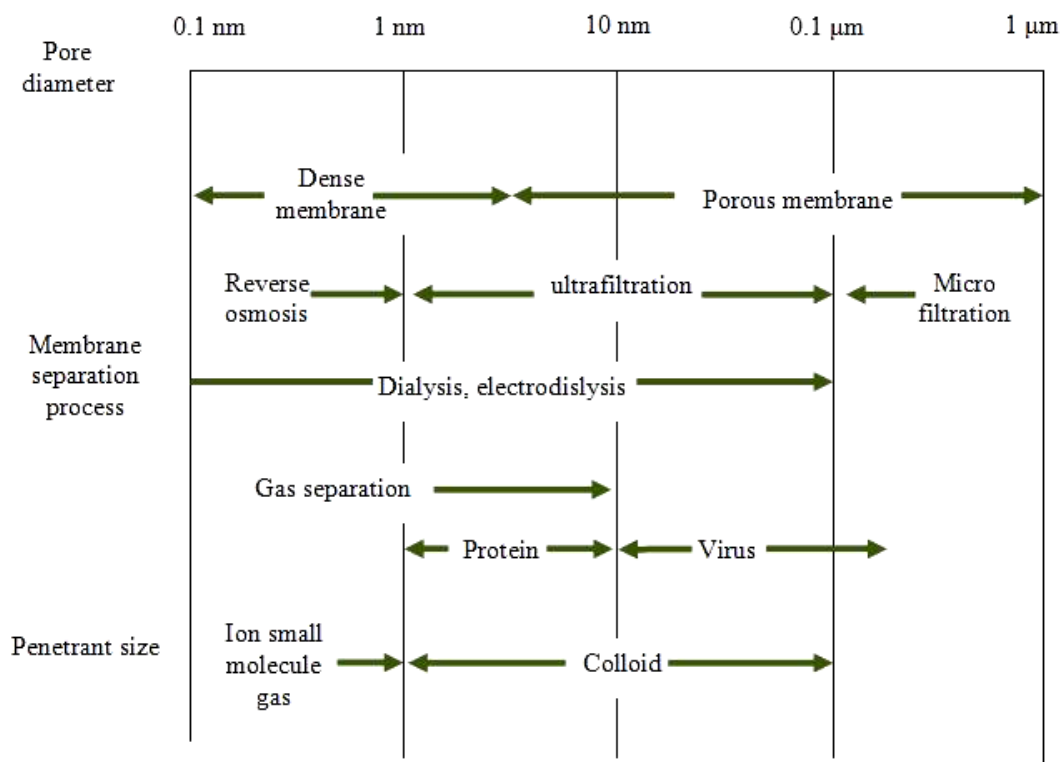 0.1 nm 1 nm 10 nm 0.1 µm 1 µm
Pore
diameter
Dense
membrane
Porous membrane
Reverse
osmosis
ultrafiltration
Micro
filtration
Membrane
separation
process
Dialysis, electrodislysis
Gas separation
Protein
Virus
Penetrant size
Ion small
molecule
gas
Colloid